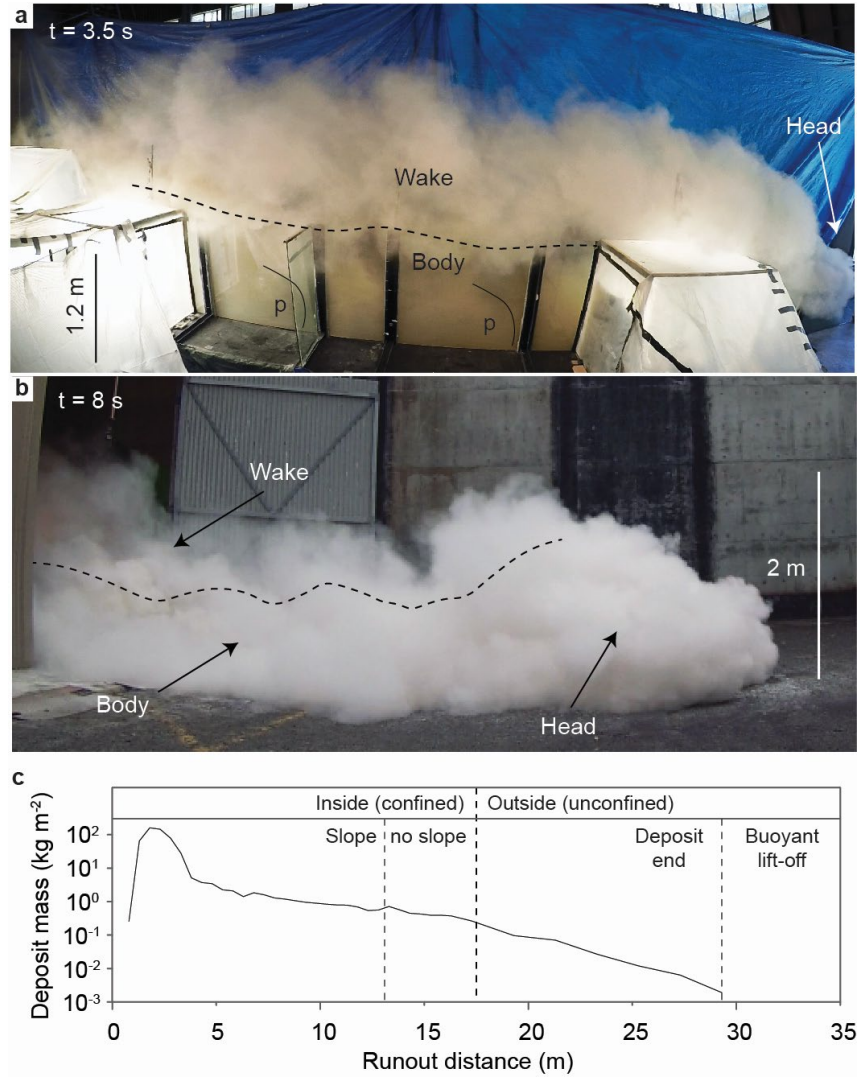 a
t = 3.5 s
Head
Wake
Body
1.2 m
p
p
b
t = 8 s
Wake
2 m
Body
Head
c
Inside (confined) Outside (unconfined)
Slope no slope Deposit end Buoyant lift-off
Deposit mass (kg m⁻²)
10²
10¹
10⁰
10⁻¹
10⁻²
10⁻³
0 5 10 15 20 25 30 35
Runout distance (m)